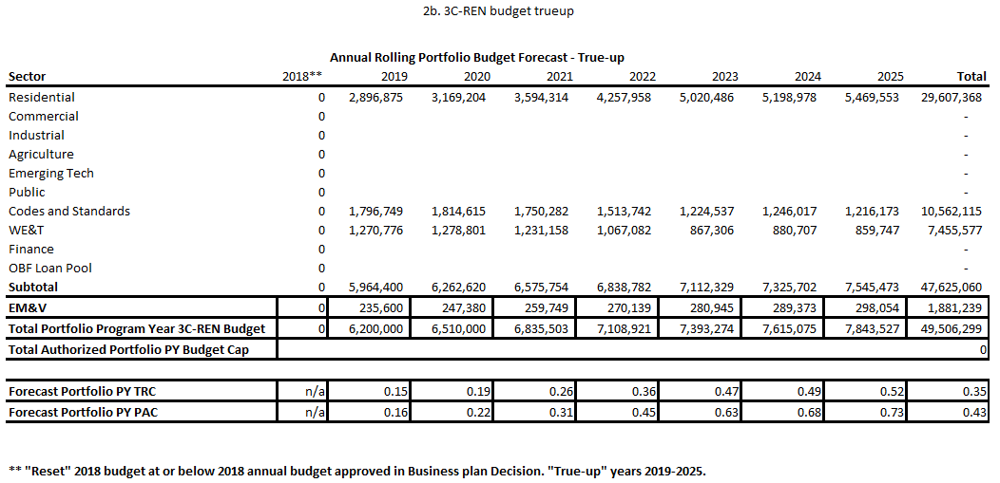 2b. 3C-REN budget trueup
Annual Rolling Portfolio Budget Forecast - True-up
Sector 2018** 2019 2020 2021 2022 2023 2024 2025 Total
Residential 0 2,896,875 3,169,204 3,594,314 4,257,958 5,020,486 5,198,978 5,469,553 29,607,368
Commercial 0 -
Industrial 0 -
Agriculture 0 -
Emerging Tech 0 -
Public 0 -
Codes and Standards 0 1,796,749 1,814,615 1,750,282 1,513,742 1,224,537 1,246,017 1,216,173 10,562,115
WE&T 0 1,270,776 1,278,801 1,231,158 1,067,082 867,306 880,707 859,747 7,455,577
Finance 0 -
OBF Loan Pool 0 -
Subtotal 0 5,964,400 6,262,620 6,575,754 6,838,782 7,112,329 7,325,702 7,545,473 47,625,060
EM&V 0 235,600 247,380 259,749 270,139 280,945 289,373 298,054 1,881,239
Total Portfolio Program Year 3C-REN Budget 0 6,200,000 6,510,000 6,835,503 7,108,921 7,393,274 7,615,075 7,843,527 49,506,299
Total Authorized Portfolio PY Budget Cap 0
Forecast Portfolio PY TRC n/a 0.15 0.19 0.26 0.36 0.47 0.49 0.52 0.35
Forecast Portfolio PY PAC n/a 0.16 0.22 0.31 0.45 0.63 0.68 0.73 0.43
** "Reset" 2018 budget at or below 2018 annual budget approved in Business plan Decision. "True-up" years 2019-2025.